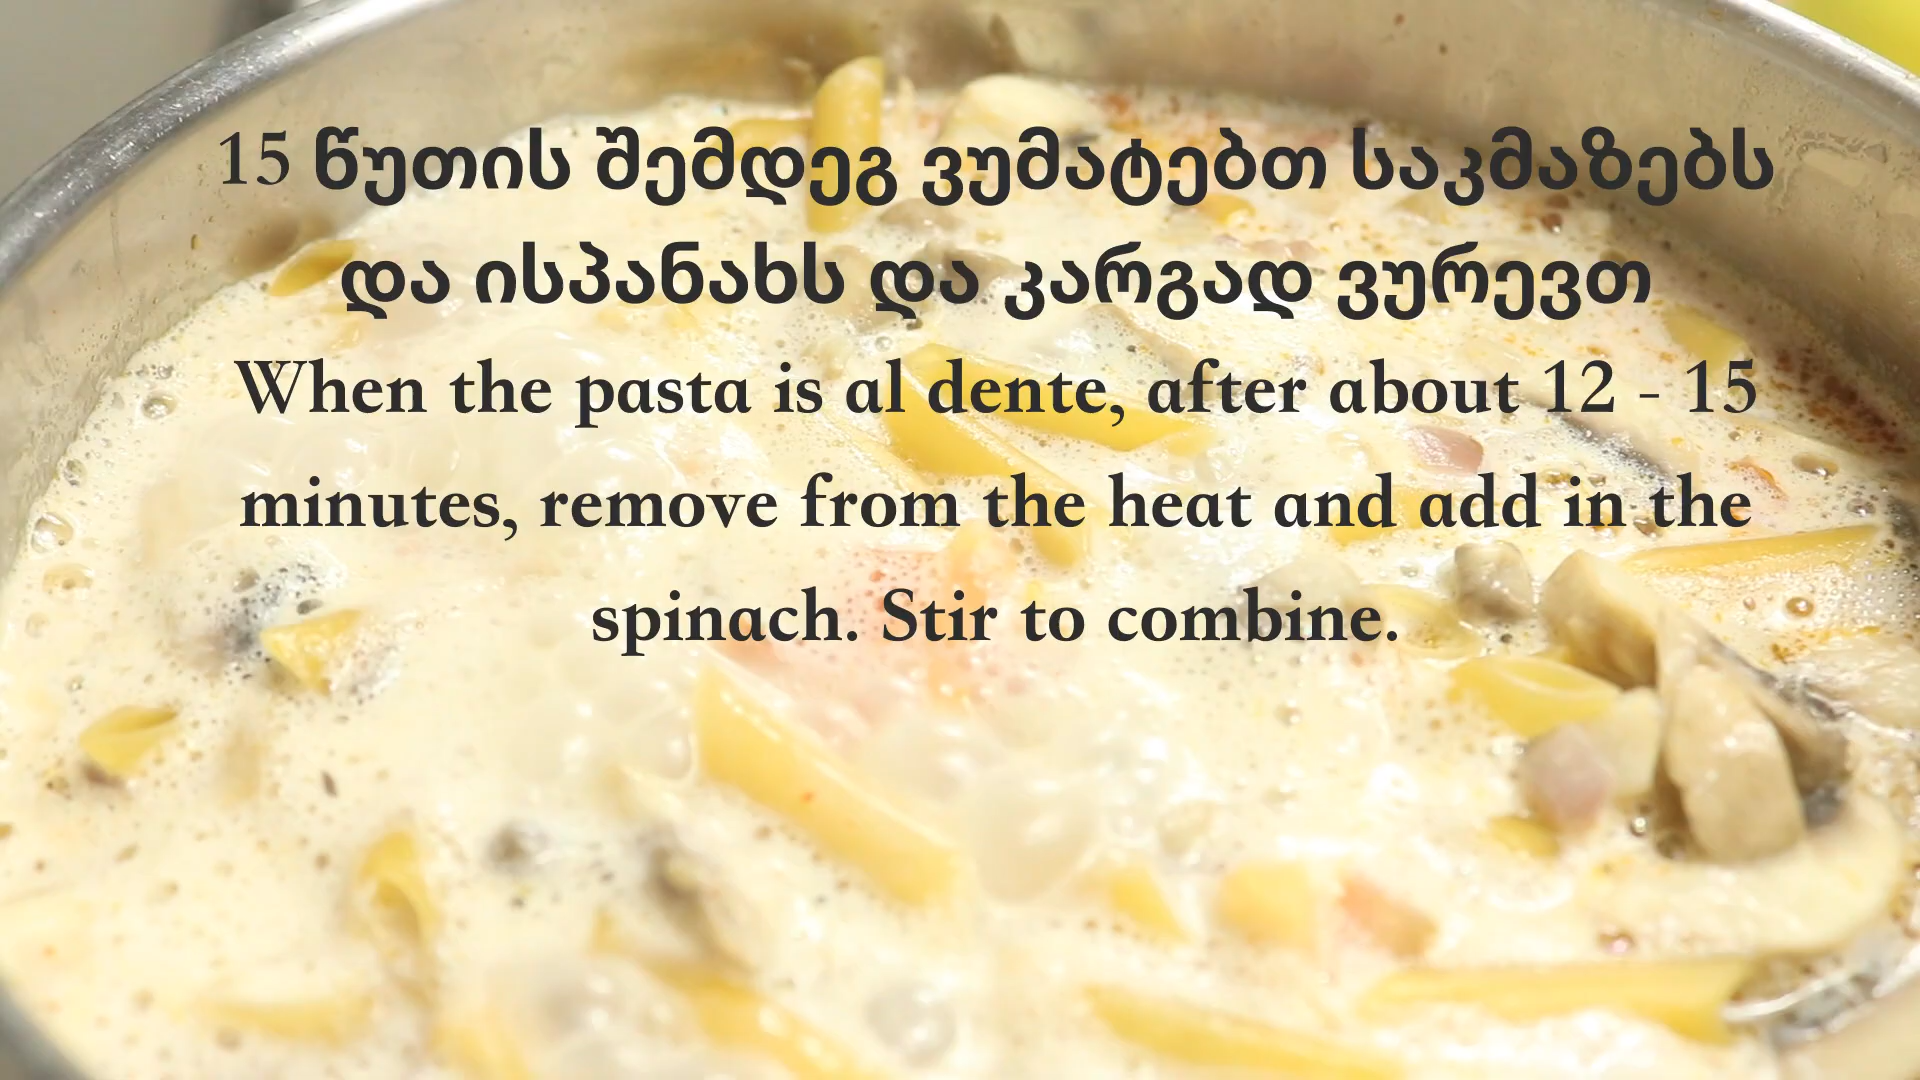 15 წუთის შემდეგ ვუმატებთ საკმაზებს
და ისპანახს და კარგად ვურევთ
When the pasta is al dente, after about 12 - 15
minutes, remove from the heat and add in the
spinach. Stir to combine.